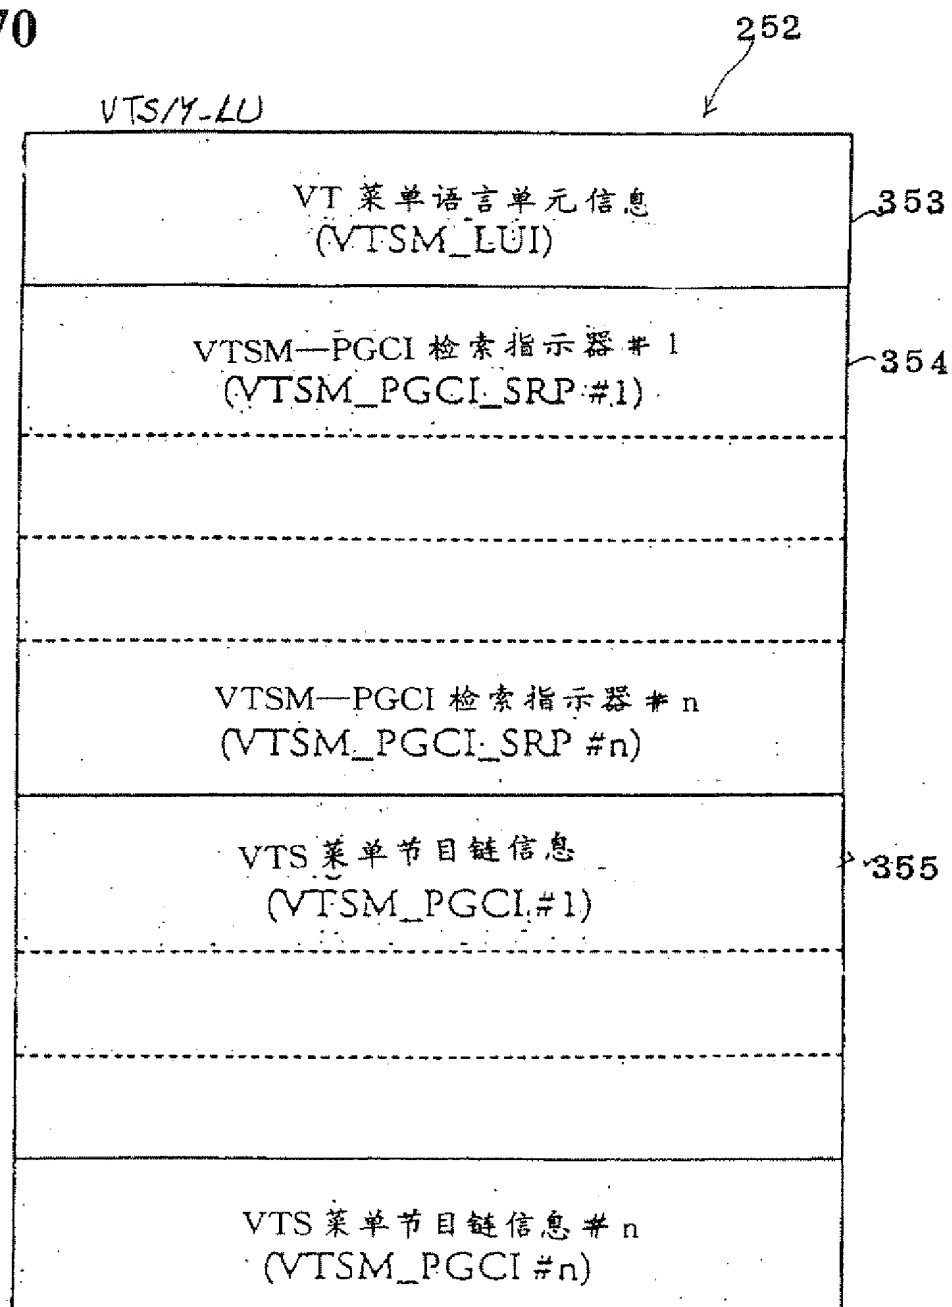 70
252
VTSM-LU
VT 菜单语言单元信息
(VTSM_LUI)
353
VTSM—PGCI 检索指示器 # 1
(VTSM_PGCI_SRP #1)
354
VTSM—PGCI 检索指示器 # n
(VTSM_PGCI_SRP #n)
VTS 菜单节目链信息
(VTSM_PGCI #1)
355
VTS 菜单节目链信息 # n
(VTSM_PGCI #n)